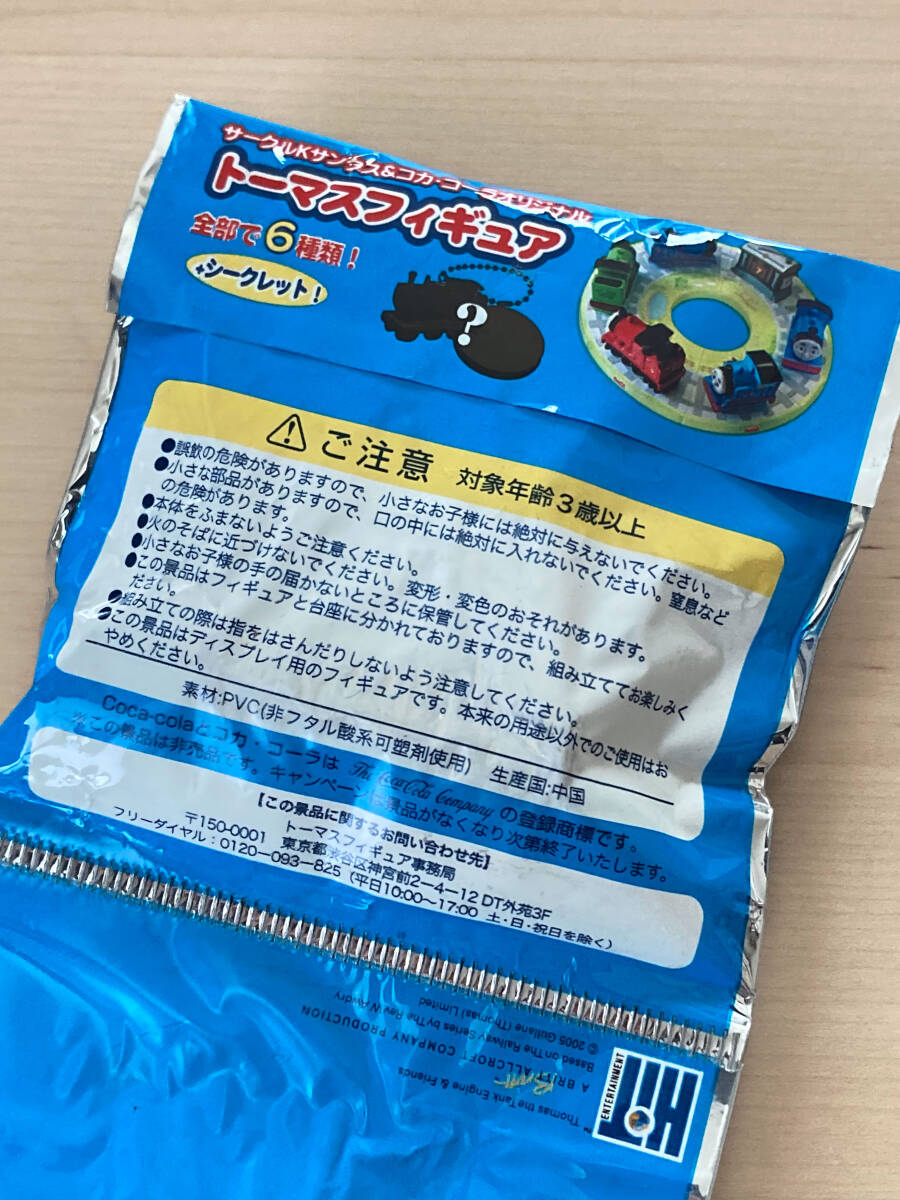 サークルKサンクス&コカ・コーラオリジナル
トーマスフィギュア
全部で6種類!
+シークレット!
?
ご注意 対象年齢3歳以上
●誤飲の危険がありますので、小さなお子様には絶対に与えないでください。
●小さな部品がありますので、口の中には絶対に入れないでください。窒息など
の危険があります。
●本体をふまないようご注意ください。
●火のそばに近づけないでください。変形・変色のおそれがあります。
●小さなお子様の手の届かないところに保管してください。
●この景品はフィギュアと台座に分かれておりますので、組み立ててお楽しみく
ださい。
●組み立ての際は指をはさんだりしないよう注意してください。
●この景品はディスプレイ用のフィギュアです。本来の用途以外でのご使用はお
やめください。
素材:PVC(非フタル酸系可塑剤使用) 生産国:中国
Coca-colaとコカ・コーラは The Coca-Cola Company の登録商標です。
※この景品は非売品です。キャンペーンは景品がなくなり次第終了いたします。
【この景品に関するお問い合わせ先】
トーマスフィギュア事務局
〒150-0001 東京都渋谷区神宮前2-4-12 DT外苑3F
フリーダイヤル:0120-093-825 (平日10:00~17:00 土・日・祝日を除く)
™ Thomas the Tank Engine & Friends
A BRITT ALLCROFT COMPANY PRODUCTION
Based on The Railway Series by The Rev W Awdry
© 2005 Gullane (Thomas) Limited
HiT
ENTERTAINMENT